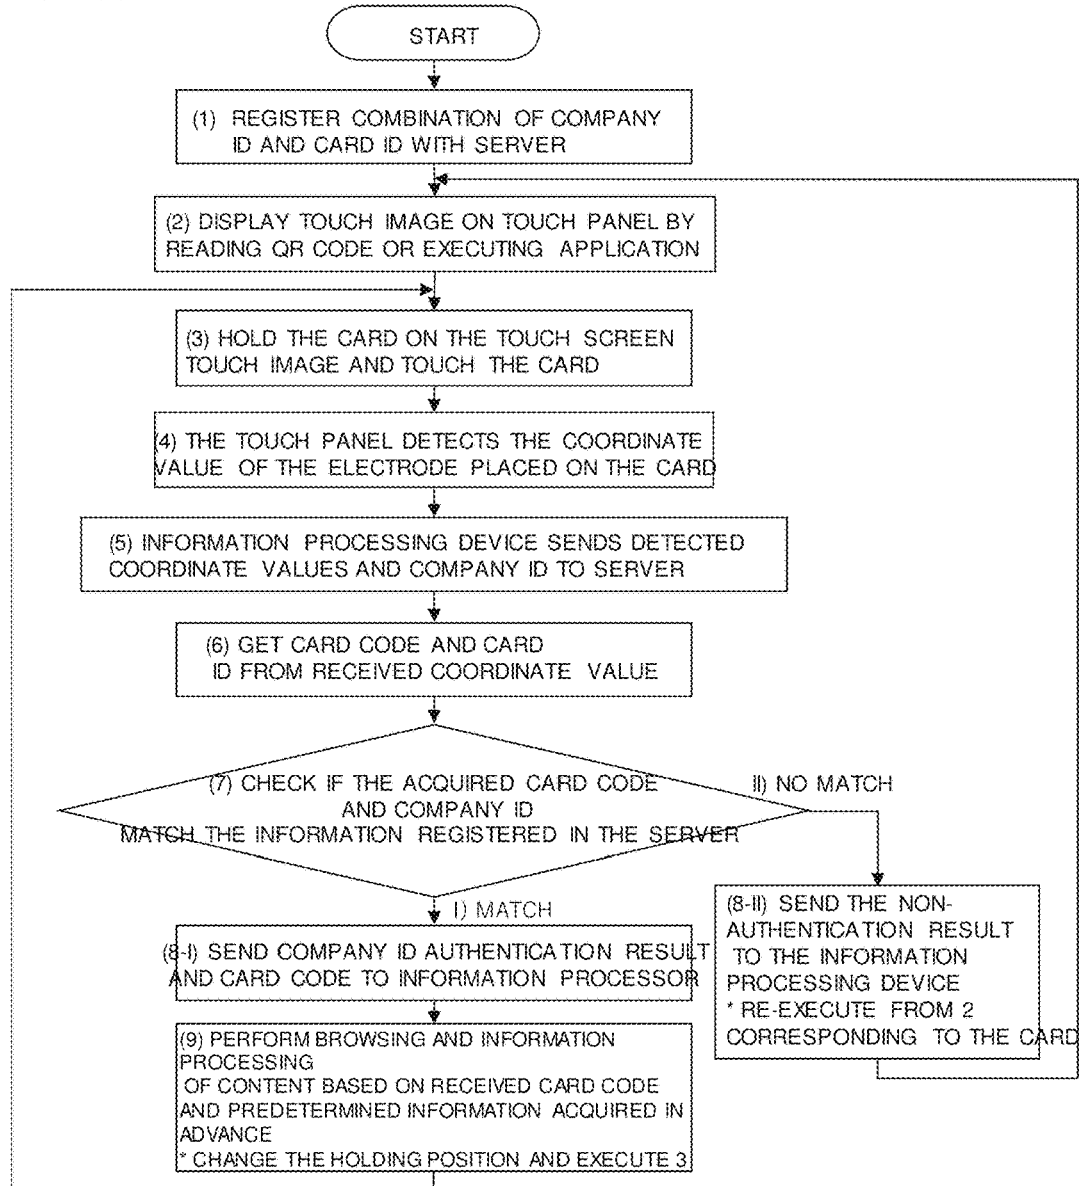 START
(1) REGISTER COMBINATION OF COMPANY
ID AND CARD ID WITH SERVER
(2) DISPLAY TOUCH IMAGE ON TOUCH PANEL BY
READING QR CODE OR EXECUTING APPLICATION
(3) HOLD THE CARD ON THE TOUCH SCREEN
TOUCH IMAGE AND TOUCH THE CARD
(4) THE TOUCH PANEL DETECTS THE COORDINATE
VALUE OF THE ELECTRODE PLACED ON THE CARD
(5) INFORMATION PROCESSING DEVICE SENDS DETECTED
COORDINATE VALUES AND COMPANY ID TO SERVER
(6) GET CARD CODE AND CARD
ID FROM RECEIVED COORDINATE VALUE
(7) CHECK IF THE ACQUIRED CARD CODE
AND COMPANY ID
MATCH THE INFORMATION REGISTERED IN THE SERVER
II) NO MATCH
I) MATCH
(8-I) SEND COMPANY ID AUTHENTICATION RESULT
AND CARD CODE TO INFORMATION PROCESSOR
(8-II) SEND THE NON-
AUTHENTICATION RESULT
TO THE INFORMATION
PROCESSING DEVICE
* RE-EXECUTE FROM 2
CORRESPONDING TO THE CARD
(9) PERFORM BROWSING AND INFORMATION
PROCESSING
OF CONTENT BASED ON RECEIVED CARD CODE
AND PREDETERMINED INFORMATION ACQUIRED IN
ADVANCE
* CHANGE THE HOLDING POSITION AND EXECUTE 3